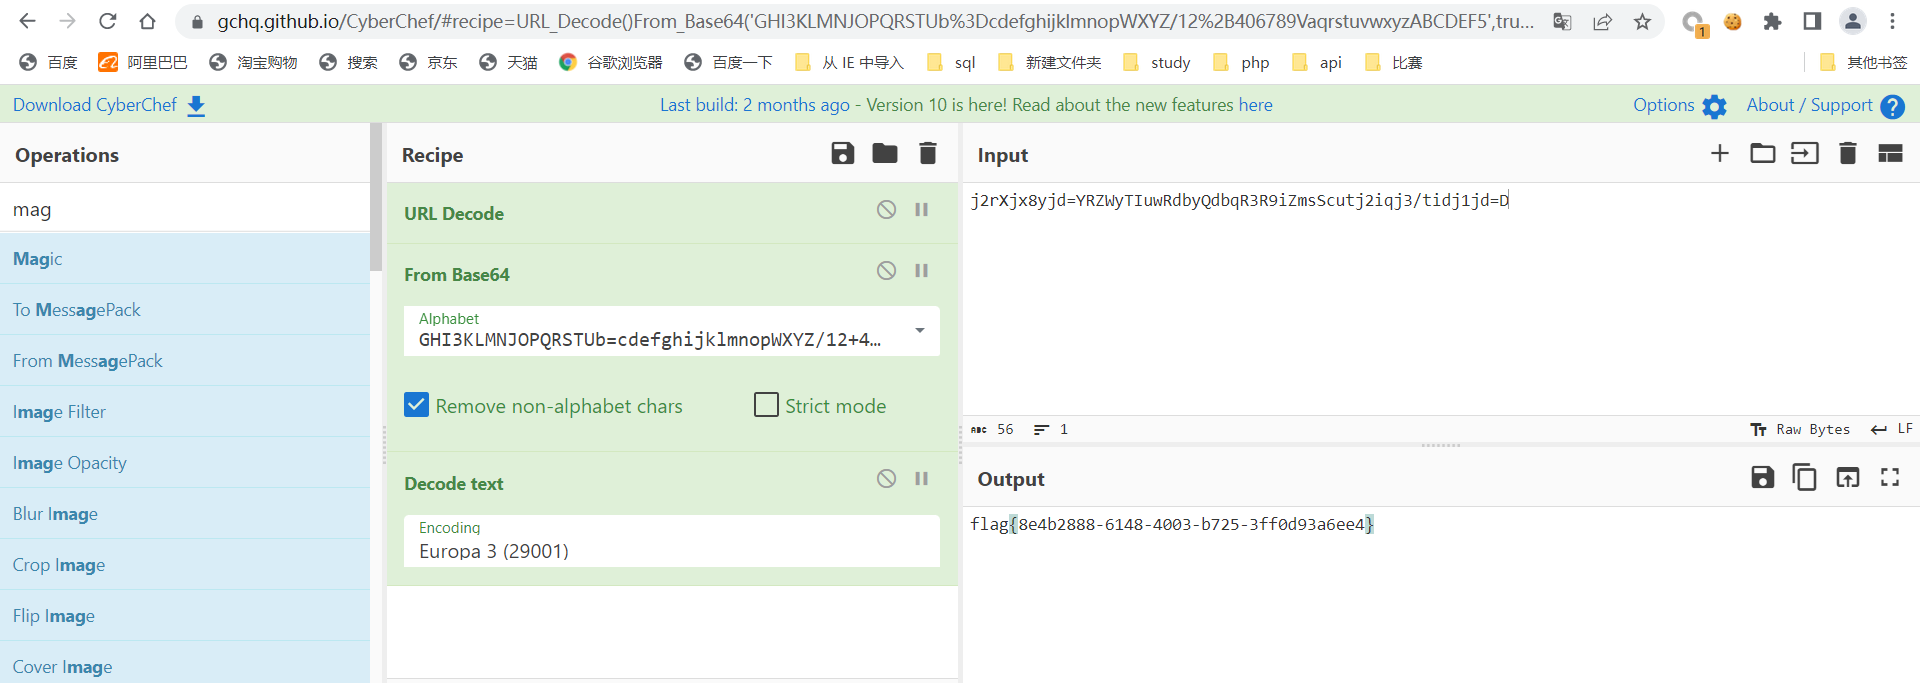 gchq.github.io/CyberChef/#recipe=URL_Decode()From_Base64('GHI3KLMNJOPQRSTUb%3Dcdefghijklmnop​WXYZ/12%2B406789VaqrstuvwxyzABCDEF5',tru...
1
百度 阿里巴巴 淘宝购物 搜索 京东 天猫 谷歌浏览器 百度一下 从 IE 中导入 sql 新建文件夹 study php api 比赛 其他书签
Download CyberChef Last build: 2 months ago - Version 10 is here! Read about the new features here Options About / Support ?
Operations
mag
Magic
To MessagePack
From MessagePack
Image Filter
Image Opacity
Blur Image
Crop Image
Flip Image
Cover Image
Recipe
URL Decode
From Base64
Alphabet
GHI3KLMNJOPQRSTUb=cdefghijklmnopWXYZ/12+4...
Remove non-alphabet chars Strict mode
Decode text
Encoding
Europa 3 (29001)
Input
j2rXjx8yjd=YRZWyTIuwRdbyQdbqR3R9iZmsScutj2iqj3/tidj1jd=D
ABC 56 1 Raw Bytes LF
Output
flag{8e4b2888-6148-4003-b725-3ff0d93a6ee4}